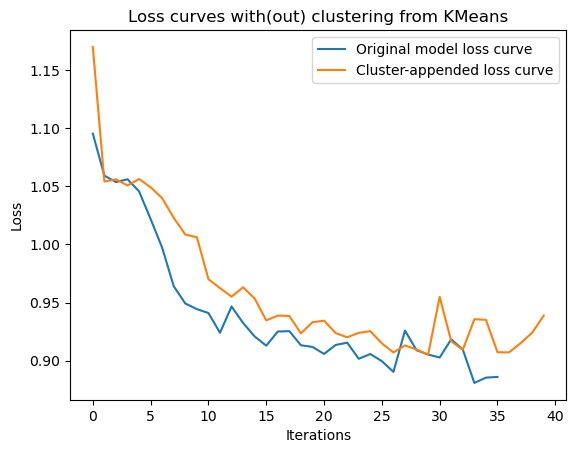 Loss curves with(out) clustering from KMeans
Original model loss curve
Cluster-appended loss curve
1.15
1.10
1.05
1.00
0.95
0.90
Loss
0 5 10 15 20 25 30 35 40
Iterations